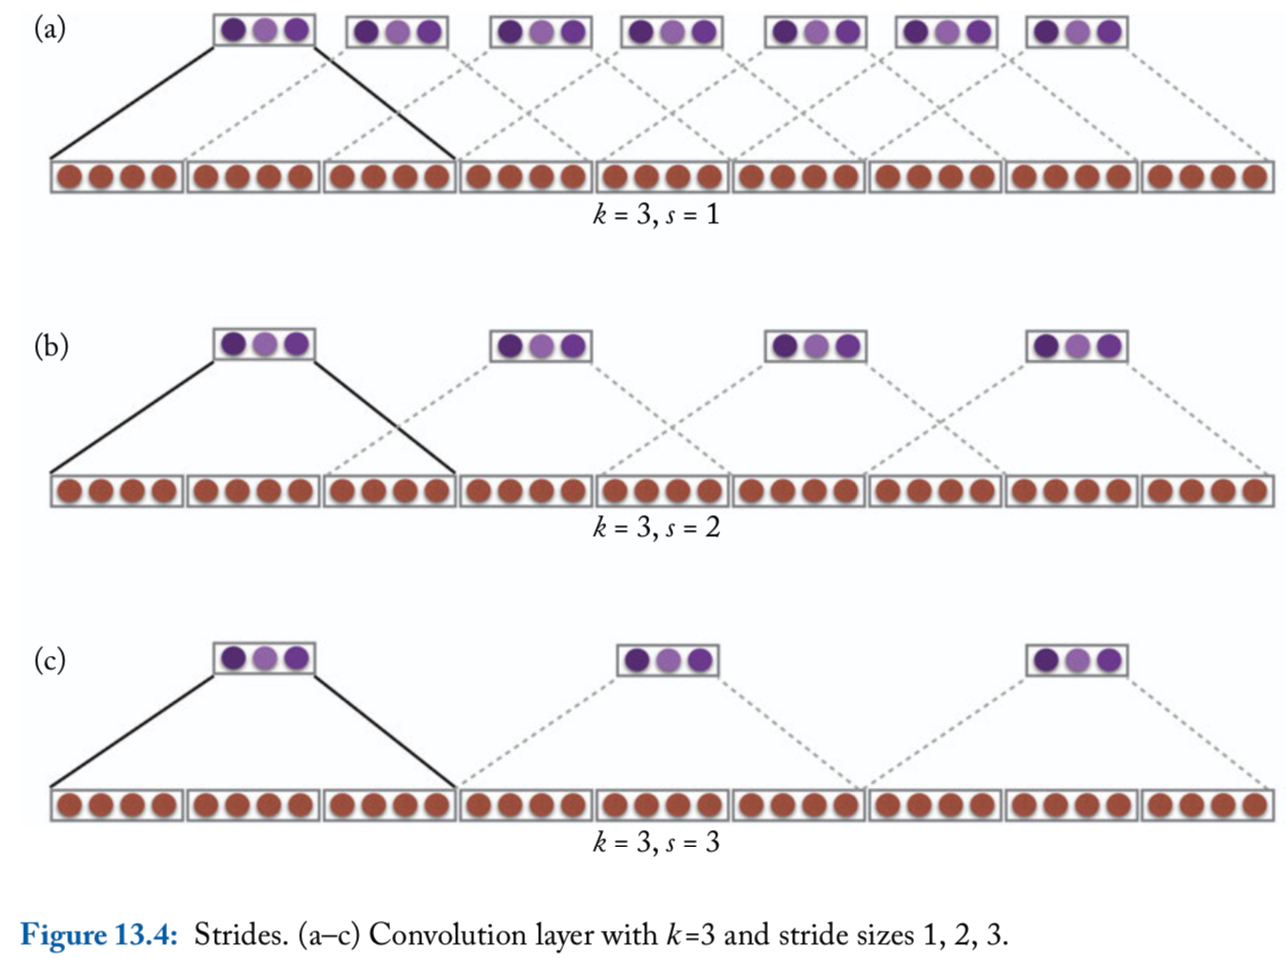 (a)
k = 3, s = 1
(b)
k = 3, s = 2
(c)
k = 3, s = 3
Figure 13.4: Strides. (a–c) Convolution layer with k=3 and stride sizes 1, 2, 3.